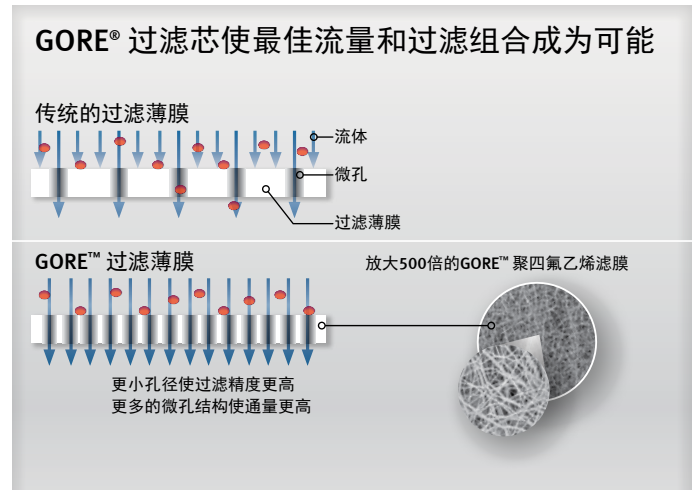 GORE® 过滤芯使最佳流量和过滤组合成为可能
传统的过滤薄膜
流体
微孔
过滤薄膜
GORE™ 过滤薄膜
放大500倍的GORE™ 聚四氟乙烯滤膜
更小孔径使过滤精度更高
更多的微孔结构使通量更高